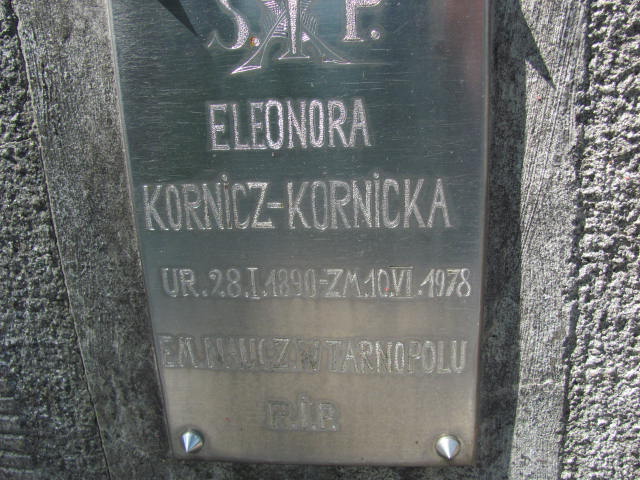 Ś. P.
ELEONORA
KORNICZ-KORNICKA
UR.28.I.1890-ZM.10.VI.1978
EM.NAUCZ.W TARNOPOLU
R.I.P.